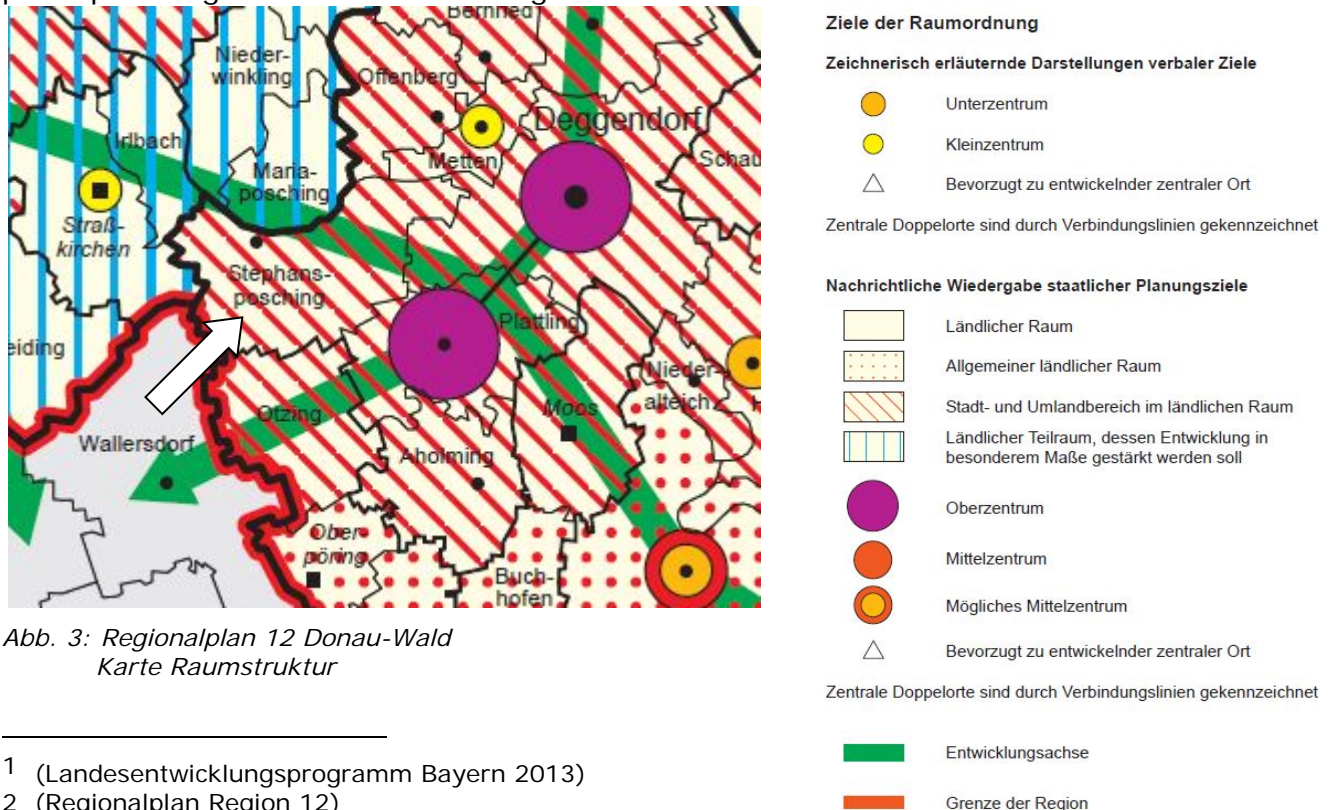 Bernried
Nieder-
winkling
Offenberg
Deggendorf
Irlbach
Metten
Schau
Maria-
posching
Straß-
kirchen
Stephans-
posching
Plattling
eiding
Nieder-
alteich
H
Otzing
Moos
Wallersdorf
Aholming
Ober-
pöring
Buch-
hofen
Abb. 3: Regionalplan 12 Donau-Wald
Karte Raumstruktur
1 (Landesentwicklungsprogramm Bayern 2013)
2 (Regionalplan Region 12)
Ziele der Raumordnung
Zeichnerisch erläuternde Darstellungen verbaler Ziele
Unterzentrum
Kleinzentrum
Bevorzugt zu entwickelnder zentraler Ort
Zentrale Doppelorte sind durch Verbindungslinien gekennzeichnet
Nachrichtliche Wiedergabe staatlicher Planungsziele
Ländlicher Raum
Allgemeiner ländlicher Raum
Stadt- und Umlandbereich im ländlichen Raum
Ländlicher Teilraum, dessen Entwicklung in
besonderem Maße gestärkt werden soll
Oberzentrum
Mittelzentrum
Mögliches Mittelzentrum
Bevorzugt zu entwickelnder zentraler Ort
Zentrale Doppelorte sind durch Verbindungslinien gekennzeichnet
Entwicklungsachse
Grenze der Region